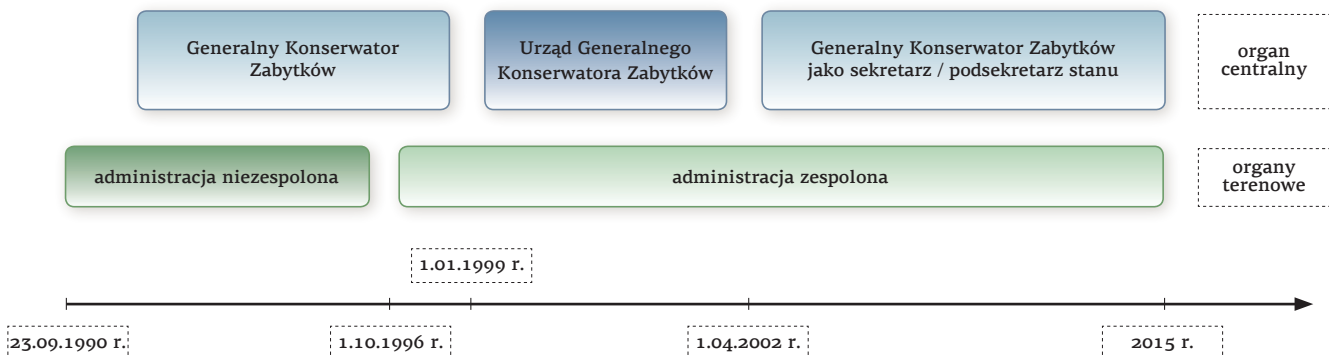 Generalny Konserwator
Zabytków
Urząd Generalnego
Konserwatora Zabytków
Generalny Konserwator Zabytków
jako sekretarz / podsekretarz stanu
organ
centralny
administracja niezespolona
administracja zespolona
organy
terenowe
1.01.1999 r.
23.09.1990 r.
1.10.1996 r.
1.04.2002 r.
2015 r.